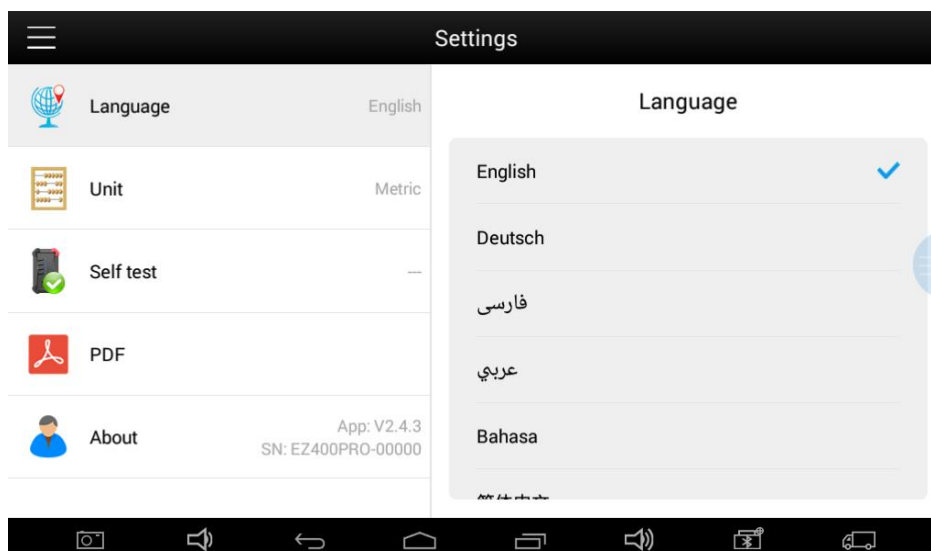 Settings
Language
English
Unit
Metric
Self test
---
PDF
About
App: V2.4.3
SN: EZ400PRO-00000
Language
English
Deutsch
فارسی
عربي
Bahasa